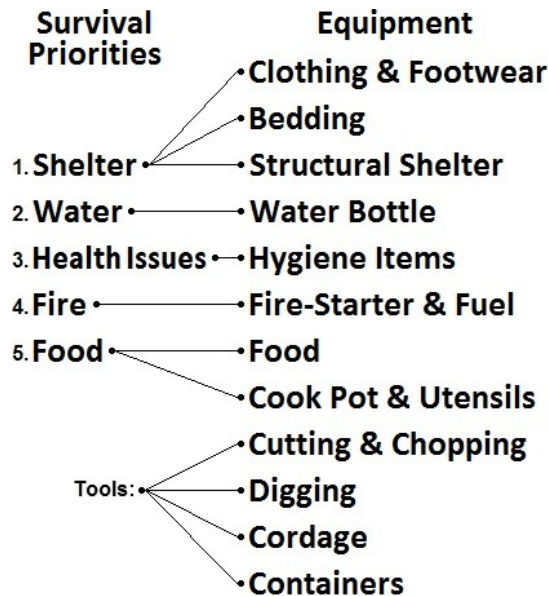 Survival
Priorities
Equipment
Clothing & Footwear
Bedding
1. Shelter
Structural Shelter
2. Water
Water Bottle
3. Health Issues
Hygiene Items
4. Fire
Fire-Starter & Fuel
5. Food
Food
Cook Pot & Utensils
Cutting & Chopping
Tools:
Digging
Cordage
Containers